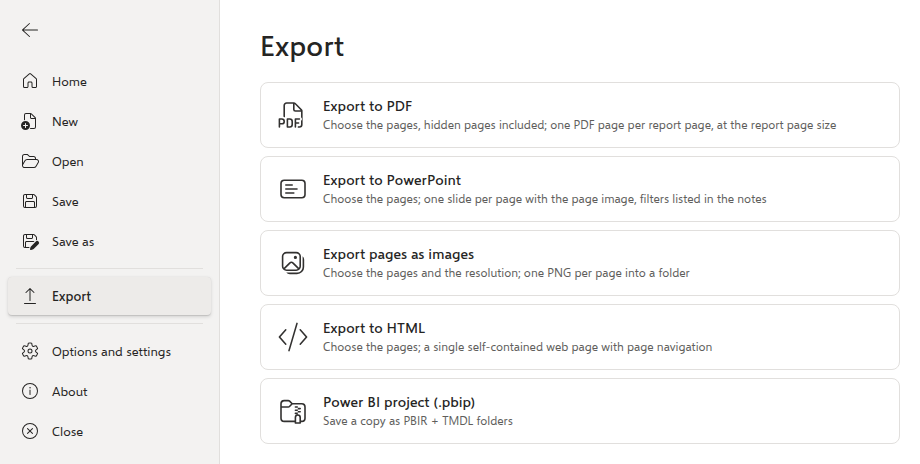 Home
New
Open
Save
Save as
Export
Options and settings
About
Close
Export
PDF
Export to PDF
Choose the pages, hidden pages included; one PDF page per report page, at the report page size
Export to PowerPoint
Choose the pages; one slide per page with the page image, filters listed in the notes
Export pages as images
Choose the pages and the resolution; one PNG per page into a folder
Export to HTML
Choose the pages; a single self-contained web page with page navigation
Power BI project (.pbip)
Save a copy as PBIR + TMDL folders